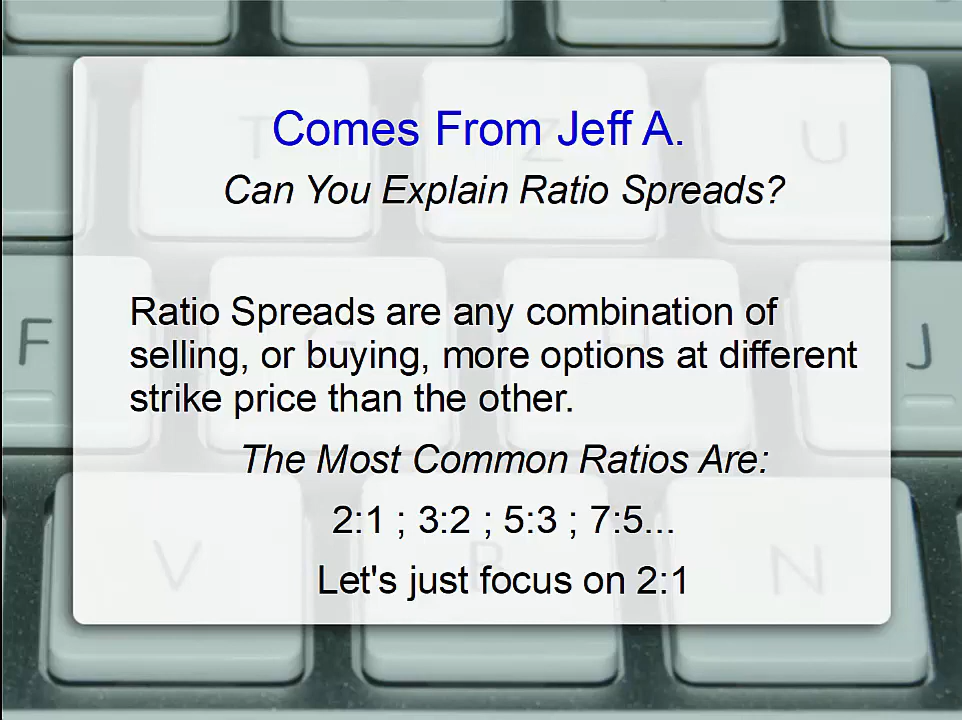 Comes From Jeff A.
Can You Explain Ratio Spreads?
Ratio Spreads are any combination of
selling, or buying, more options at different
strike price than the other.
The Most Common Ratios Are:
2:1 ; 3:2 ; 5:3 ; 7:5...
Let's just focus on 2:1
T Z U
F G H J
V B N